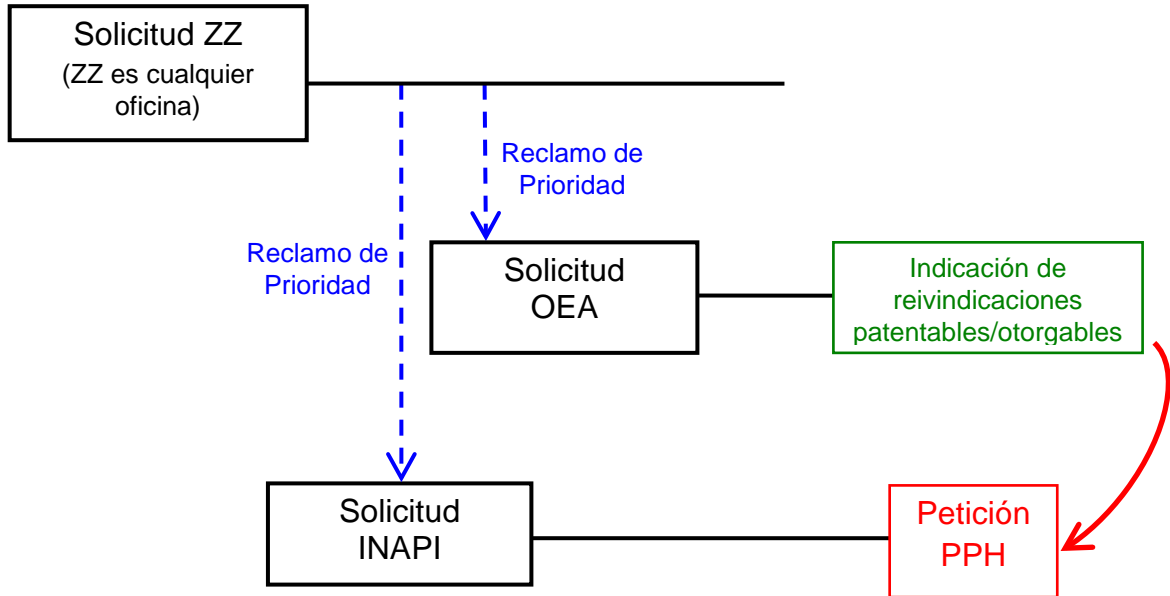 Solicitud ZZ
(ZZ es cualquier
oficina)
Reclamo de
Prioridad
Reclamo de
Prioridad
Solicitud
OEA
Indicación de
reivindicaciones
patentables/otorgables
Solicitud
INAPI
Petición
PPH